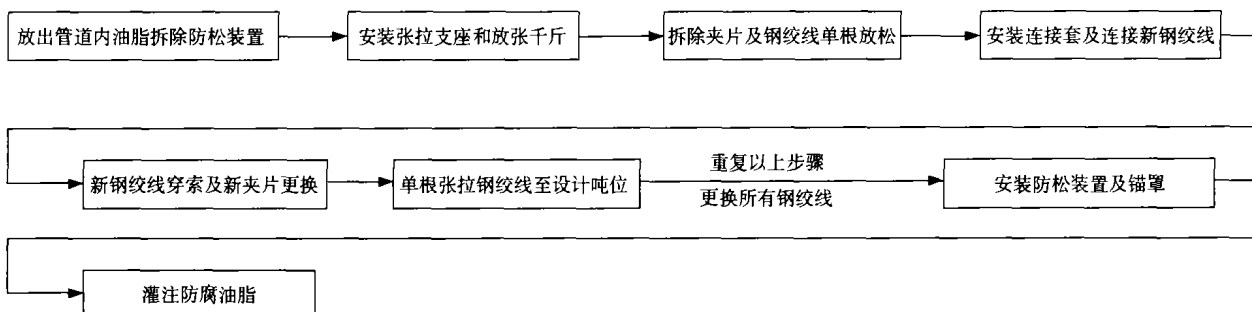 放出管道内油脂拆除防松装置
安装张拉支座和放张千斤
拆除夹片及钢绞线单根放松
安装连接套及连接新钢绞线
新钢绞线穿索及新夹片更换
单根张拉钢绞线至设计吨位
重复以上步骤
更换所有钢绞线
安装防松装置及锚罩
灌注防腐油脂